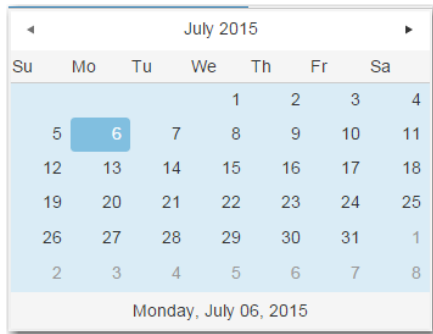 ◄ July 2015 ►
Su Mo Tu We Th Fr Sa
1 2 3 4
5 6 7 8 9 10 11
12 13 14 15 16 17 18
19 20 21 22 23 24 25
26 27 28 29 30 31 1
2 3 4 5 6 7 8
Monday, July 06, 2015